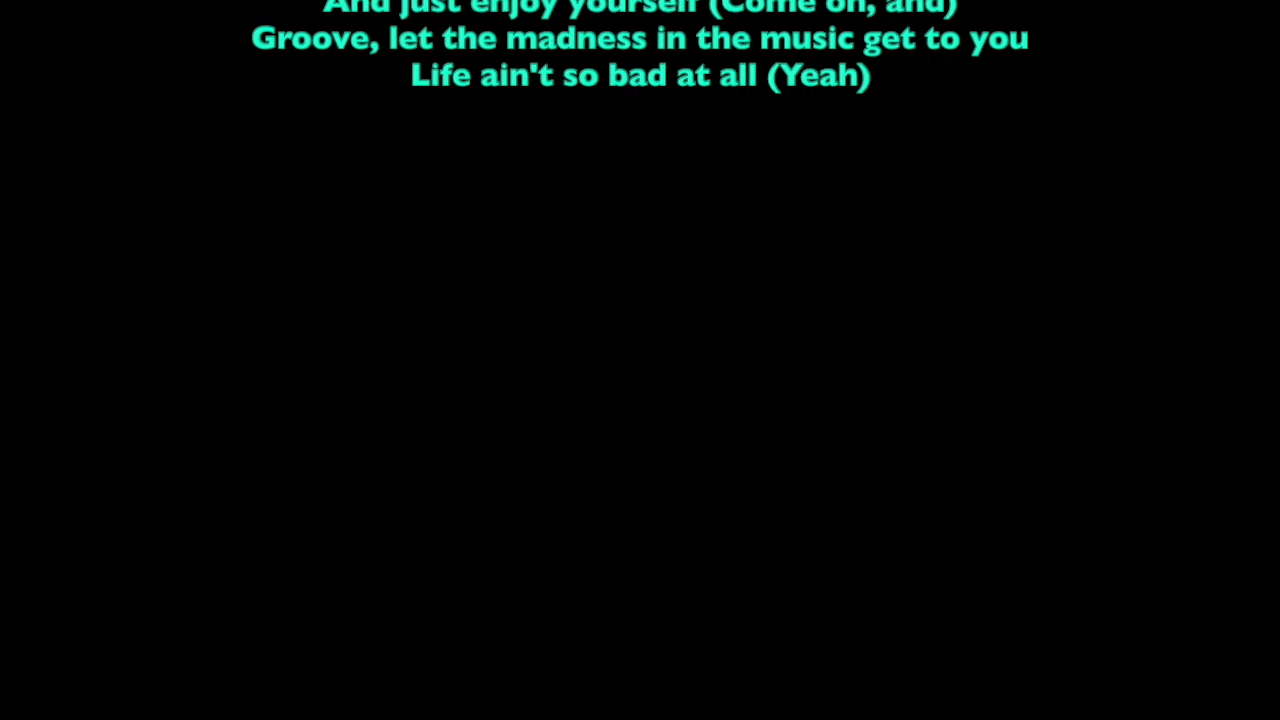 And just enjoy yourself (Come on, and)
Groove, let the madness in the music get to you
Life ain't so bad at all (Yeah)